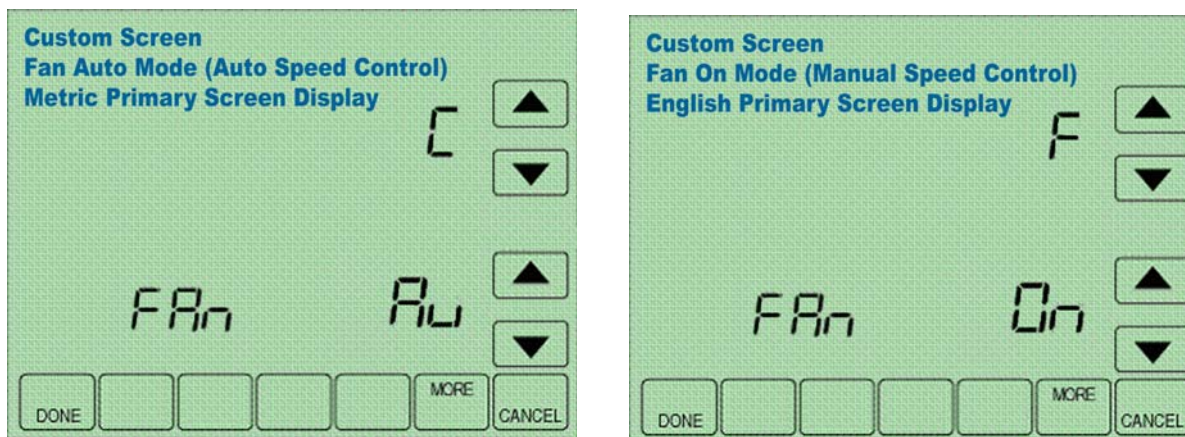 Custom Screen
Fan Auto Mode (Auto Speed Control)
Metric Primary Screen Display
C
FAn Au
MORE
DONE CANCEL
Custom Screen
Fan On Mode (Manual Speed Control)
English Primary Screen Display
F
FAn On
MORE
DONE CANCEL